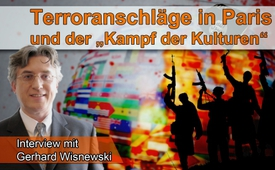 Terroranschläge in Paris
und der „Kampf der Kulturen“
Interview mit
Gerhard Wisnewski